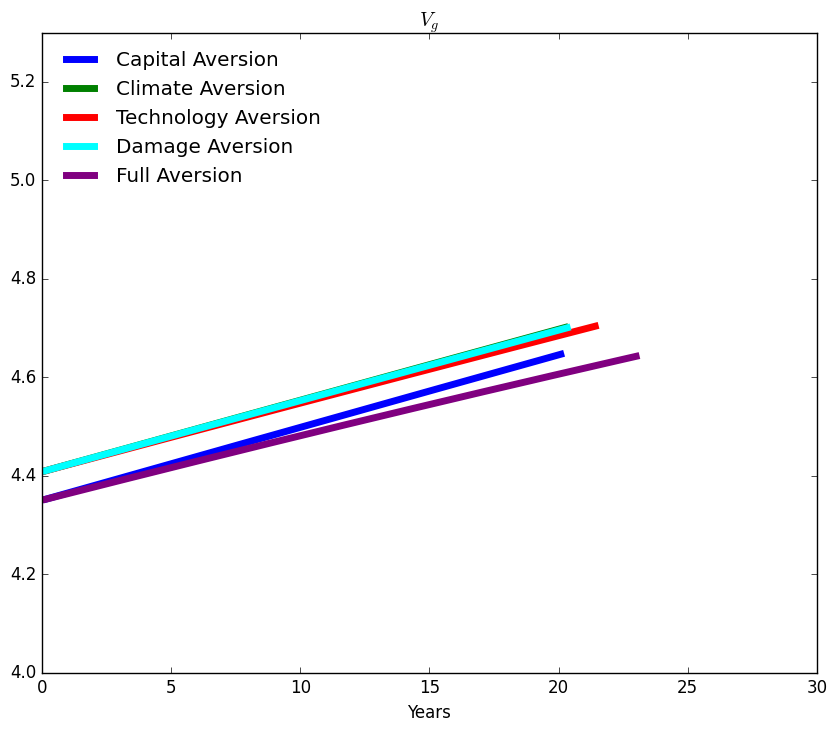 V_g
Capital Aversion
Climate Aversion
Technology Aversion
Damage Aversion
Full Aversion
5.2
5.0
4.8
4.6
4.4
4.2
4.0
0 5 10 15 20 25 30
Years